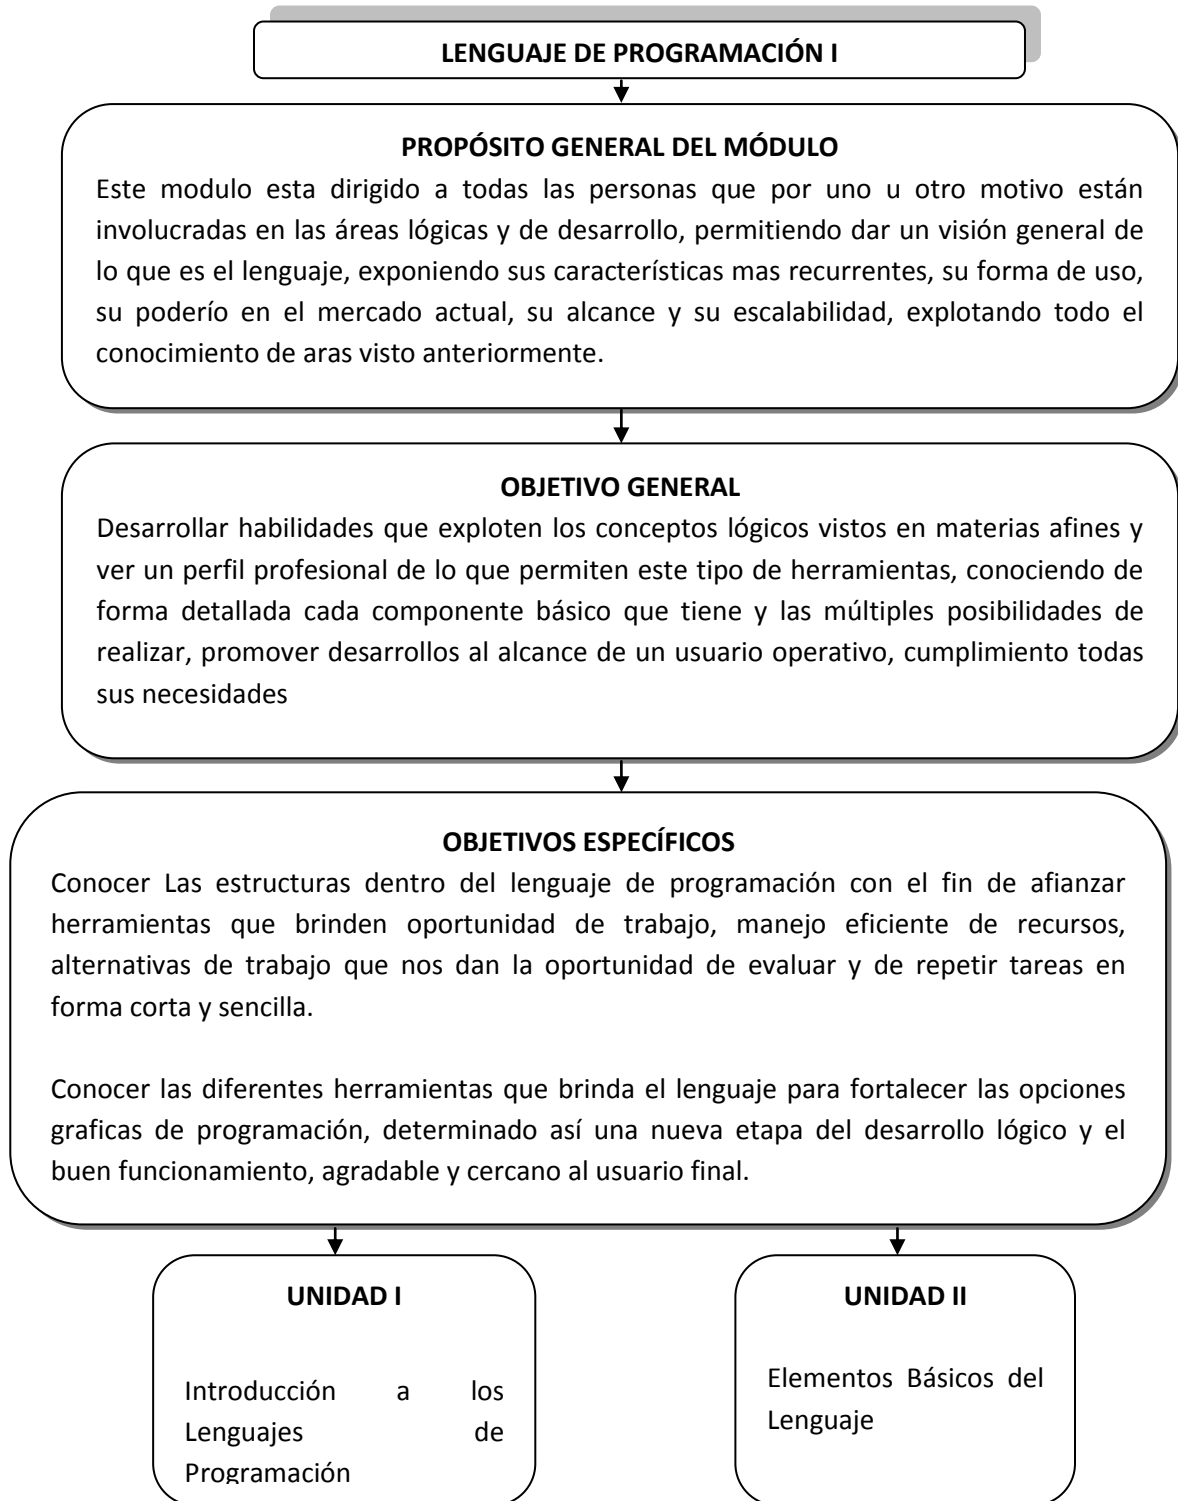 LENGUAJE DE PROGRAMACIÓN I
PROPÓSITO GENERAL DEL MÓDULO
Este modulo esta dirigido a todas las personas que por uno u otro motivo están
involucradas en las áreas lógicas y de desarrollo, permitiendo dar un visión general de
lo que es el lenguaje, exponiendo sus características mas recurrentes, su forma de uso,
su poderío en el mercado actual, su alcance y su escalabilidad, explotando todo el
conocimiento de aras visto anteriormente.
OBJETIVO GENERAL
Desarrollar habilidades que exploten los conceptos lógicos vistos en materias afines y
ver un perfil profesional de lo que permiten este tipo de herramientas, conociendo de
forma detallada cada componente básico que tiene y las múltiples posibilidades de
realizar, promover desarrollos al alcance de un usuario operativo, cumplimiento todas
sus necesidades
OBJETIVOS ESPECÍFICOS
Conocer Las estructuras dentro del lenguaje de programación con el fin de afianzar
herramientas que brinden oportunidad de trabajo, manejo eficiente de recursos,
alternativas de trabajo que nos dan la oportunidad de evaluar y de repetir tareas en
forma corta y sencilla.
Conocer las diferentes herramientas que brinda el lenguaje para fortalecer las opciones
graficas de programación, determinado así una nueva etapa del desarrollo lógico y el
buen funcionamiento, agradable y cercano al usuario final.
UNIDAD I
Introducción a los
Lenguajes de
Programación
UNIDAD II
Elementos Básicos del
Lenguaje